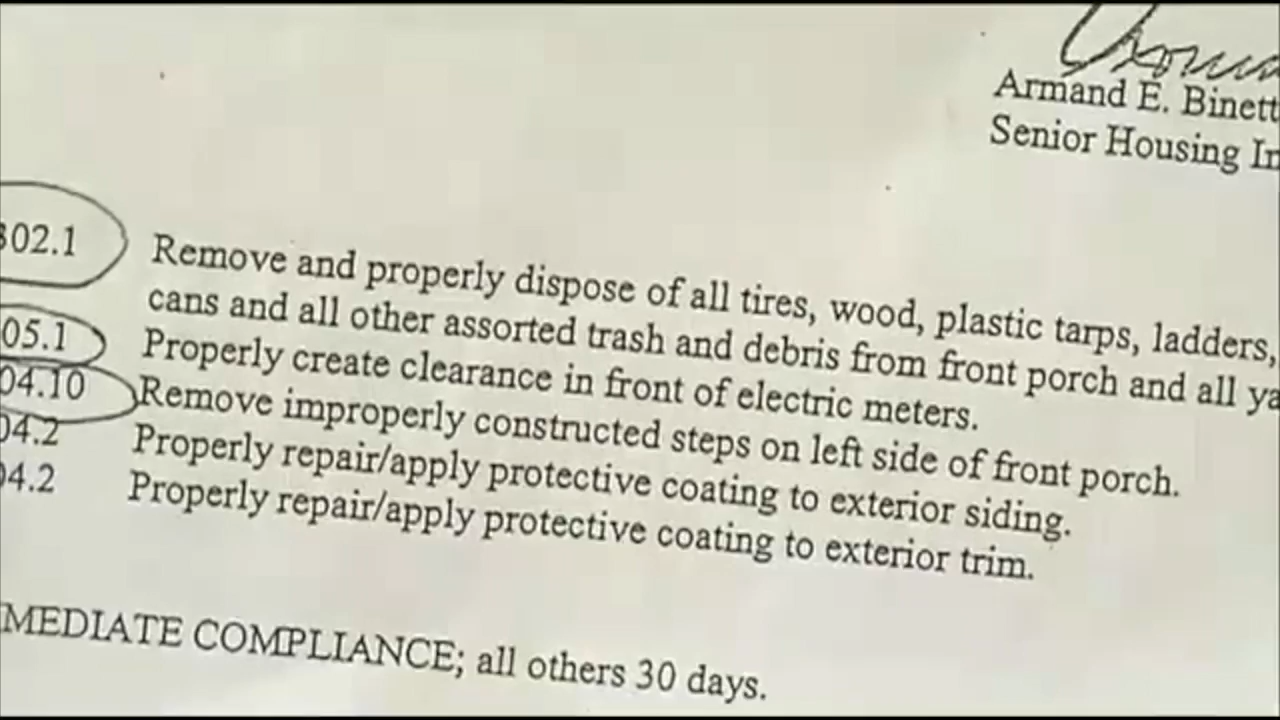 Armand E. Binett
Senior Housing In
302.1 Remove and properly dispose of all tires, wood, plastic tarps, ladders,
cans and all other assorted trash and debris from front porch and all ya
05.1 Properly create clearance in front of electric meters.
04.10 Remove improperly constructed steps on left side of front porch.
04.2 Properly repair/apply protective coating to exterior siding.
04.2 Properly repair/apply protective coating to exterior trim.
MEDIATE COMPLIANCE; all others 30 days.